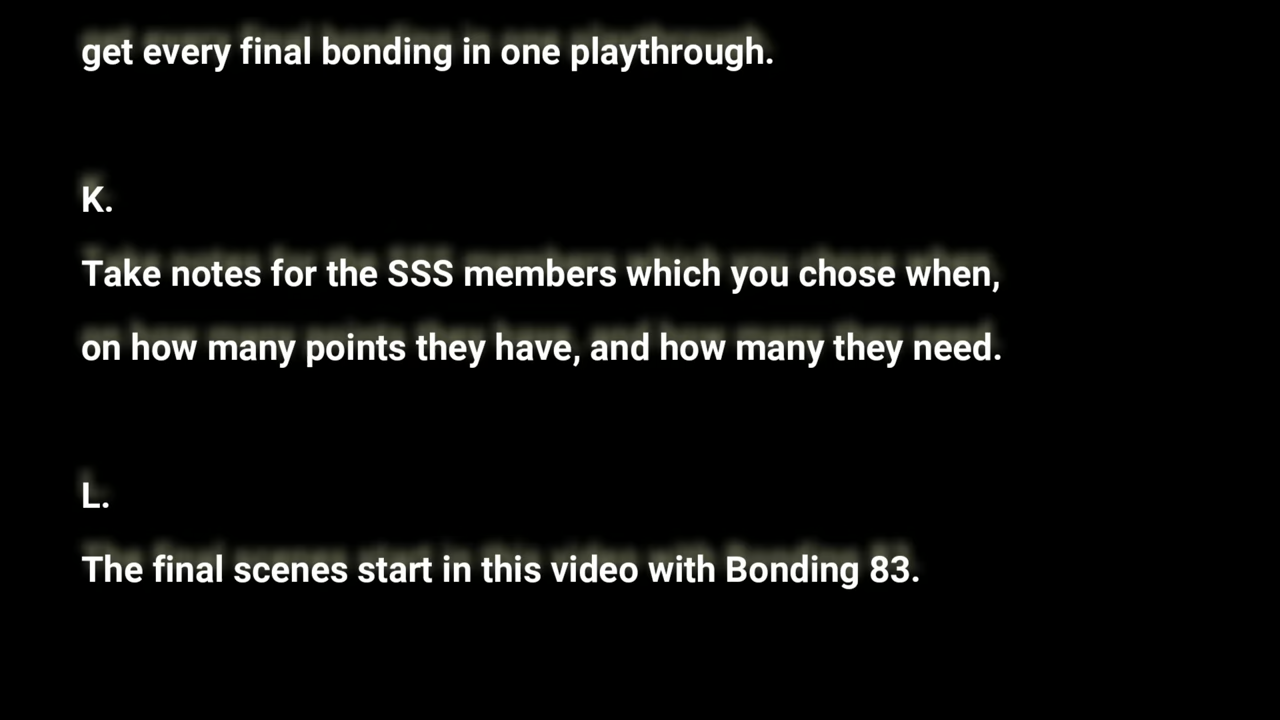 get every final bonding in one playthrough.
K.
Take notes for the SSS members which you chose when,
on how many points they have, and how many they need.
L.
The final scenes start in this video with Bonding 83.